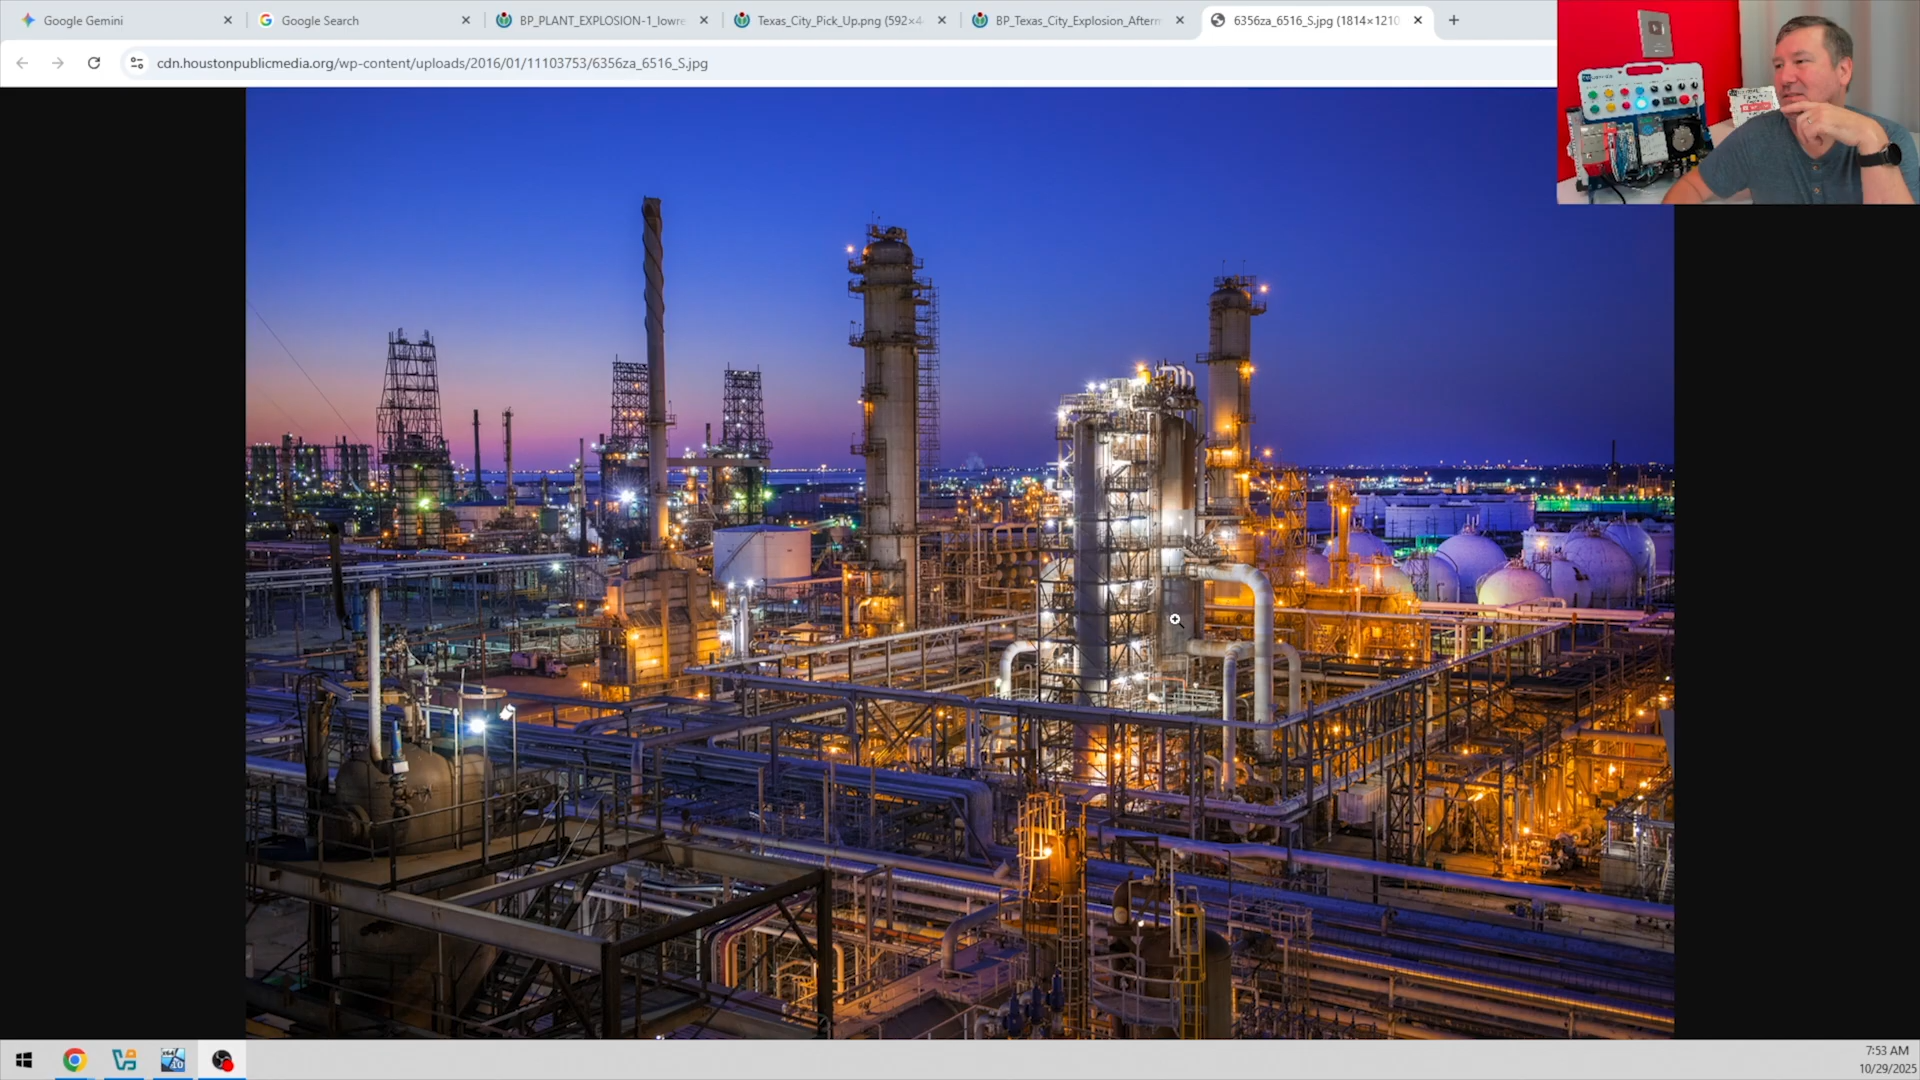 Google Gemini
Google Search
BP_PLANT_EXPLOSION-1_lowre
Texas_City_Pick_Up.png (592×4
BP_Texas_City_Explosion_Afterm
6356za_6516_S.jpg (1814×1210
cdn.houstonpublicmedia.org/wp-content/uploads/2016/01/11103753/6356za_6516_S.jpg
7:53 AM
10/29/2025